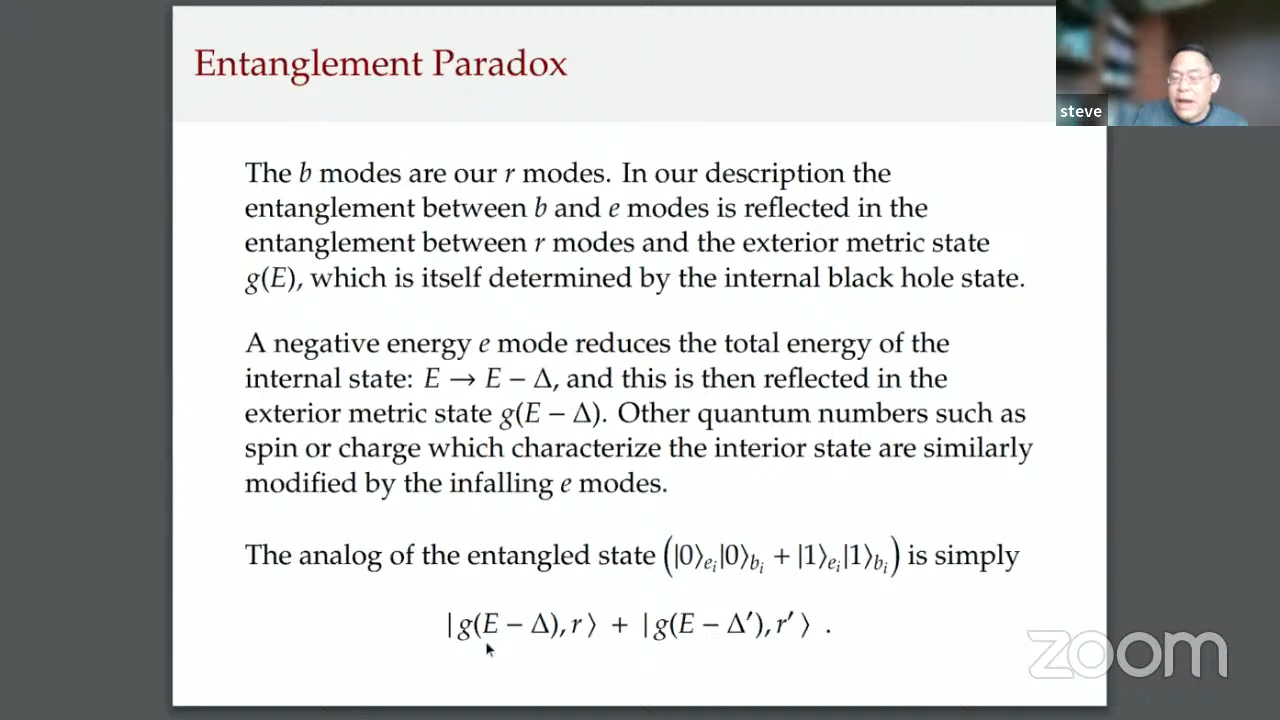 Entanglement Paradox
steve
The b modes are our r modes. In our description the
entanglement between b and e modes is reflected in the
entanglement between r modes and the exterior metric state
g(E), which is itself determined by the internal black hole state.
A negative energy e mode reduces the total energy of the
internal state: E → E − Δ, and this is then reflected in the
exterior metric state g(E − Δ). Other quantum numbers such as
spin or charge which characterize the interior state are similarly
modified by the infalling e modes.
The analog of the entangled state (|0⟩eᵢ|0⟩bᵢ + |1⟩eᵢ|1⟩bᵢ) is simply
| g(E − Δ), r ⟩ + | g(E − Δ′), r′ ⟩ .
zoom